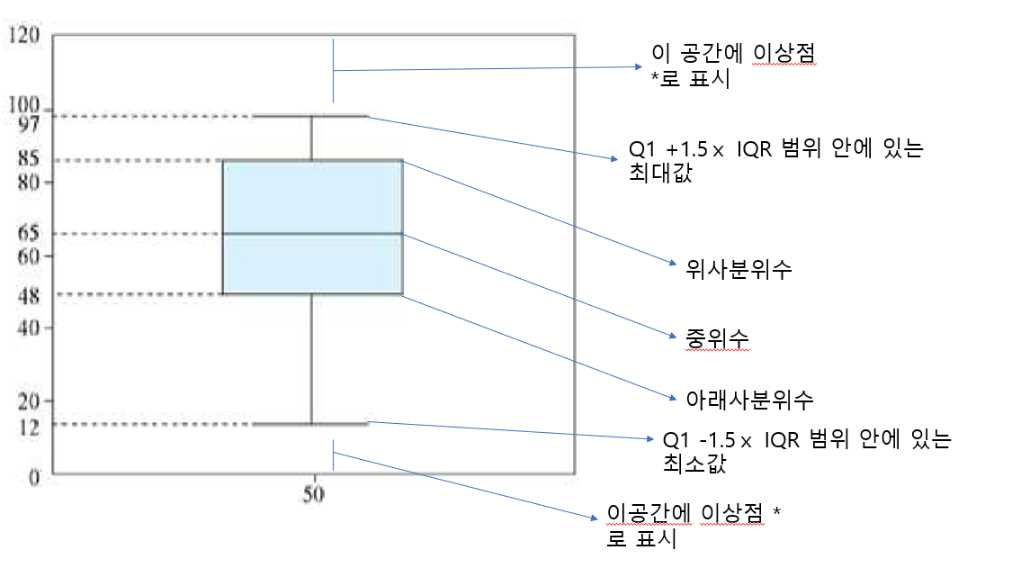 120
100
97
85
80
65
60
48
40
20
12
0
50
이 공간에 이상점
*로 표시
Q1 +1.5 x IQR 범위 안에 있는
최대값
위사분위수
중위수
아래사분위수
Q1 -1.5 x IQR 범위 안에 있는
최소값
이공간에 이상점 *
로 표시